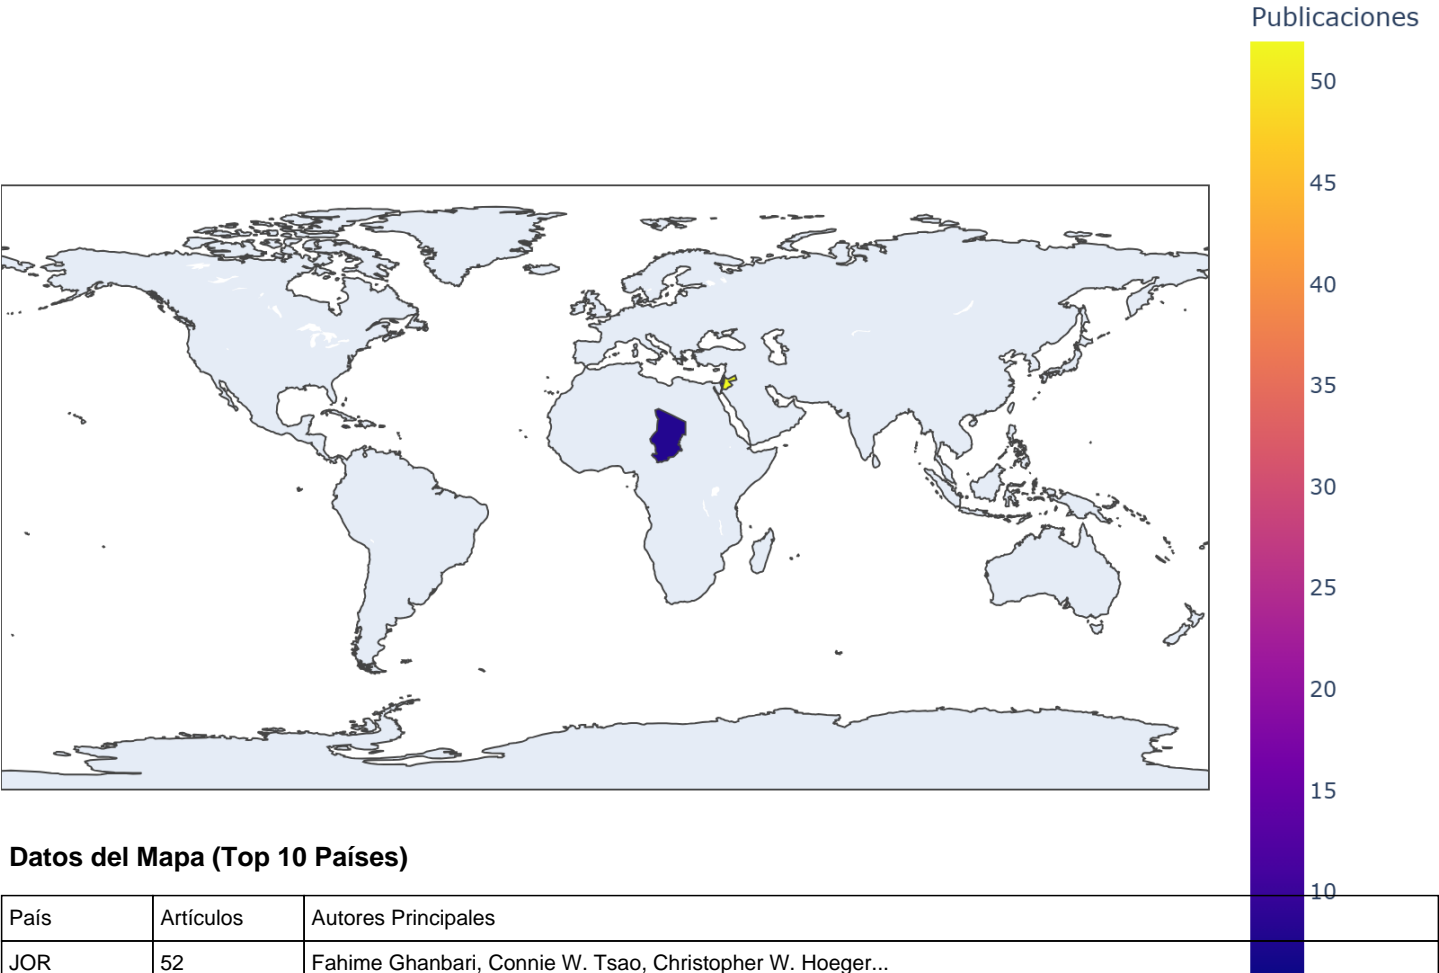 Publicaciones
50
45
40
35
30
25
20
15
10
Datos del Mapa (Top 10 Países)
País Artículos Autores Principales
JOR 52 Fahime Ghanbari, Connie W. Tsao, Christopher W. Hoeger...